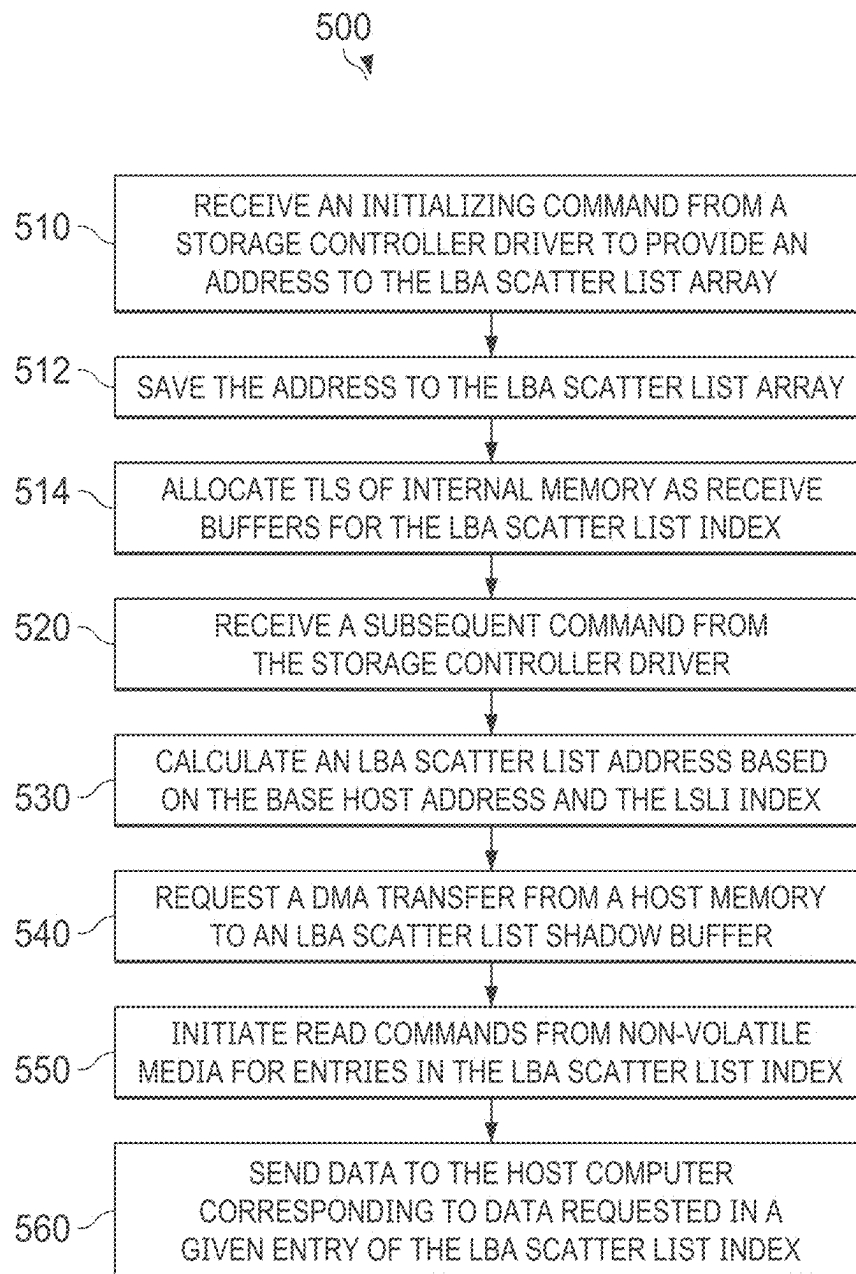 500
510
RECEIVE AN INITIALIZING COMMAND FROM A
STORAGE CONTROLLER DRIVER TO PROVIDE AN
ADDRESS TO THE LBA SCATTER LIST ARRAY
512
SAVE THE ADDRESS TO THE LBA SCATTER LIST ARRAY
514
ALLOCATE TLS OF INTERNAL MEMORY AS RECEIVE
BUFFERS FOR THE LBA SCATTER LIST INDEX
520
RECEIVE A SUBSEQUENT COMMAND FROM
THE STORAGE CONTROLLER DRIVER
530
CALCULATE AN LBA SCATTER LIST ADDRESS BASED
ON THE BASE HOST ADDRESS AND THE LSLI INDEX
540
REQUEST A DMA TRANSFER FROM A HOST MEMORY
TO AN LBA SCATTER LIST SHADOW BUFFER
550
INITIATE READ COMMANDS FROM NON-VOLATILE
MEDIA FOR ENTRIES IN THE LBA SCATTER LIST INDEX
560
SEND DATA TO THE HOST COMPUTER
CORRESPONDING TO DATA REQUESTED IN A
GIVEN ENTRY OF THE LBA SCATTER LIST INDEX